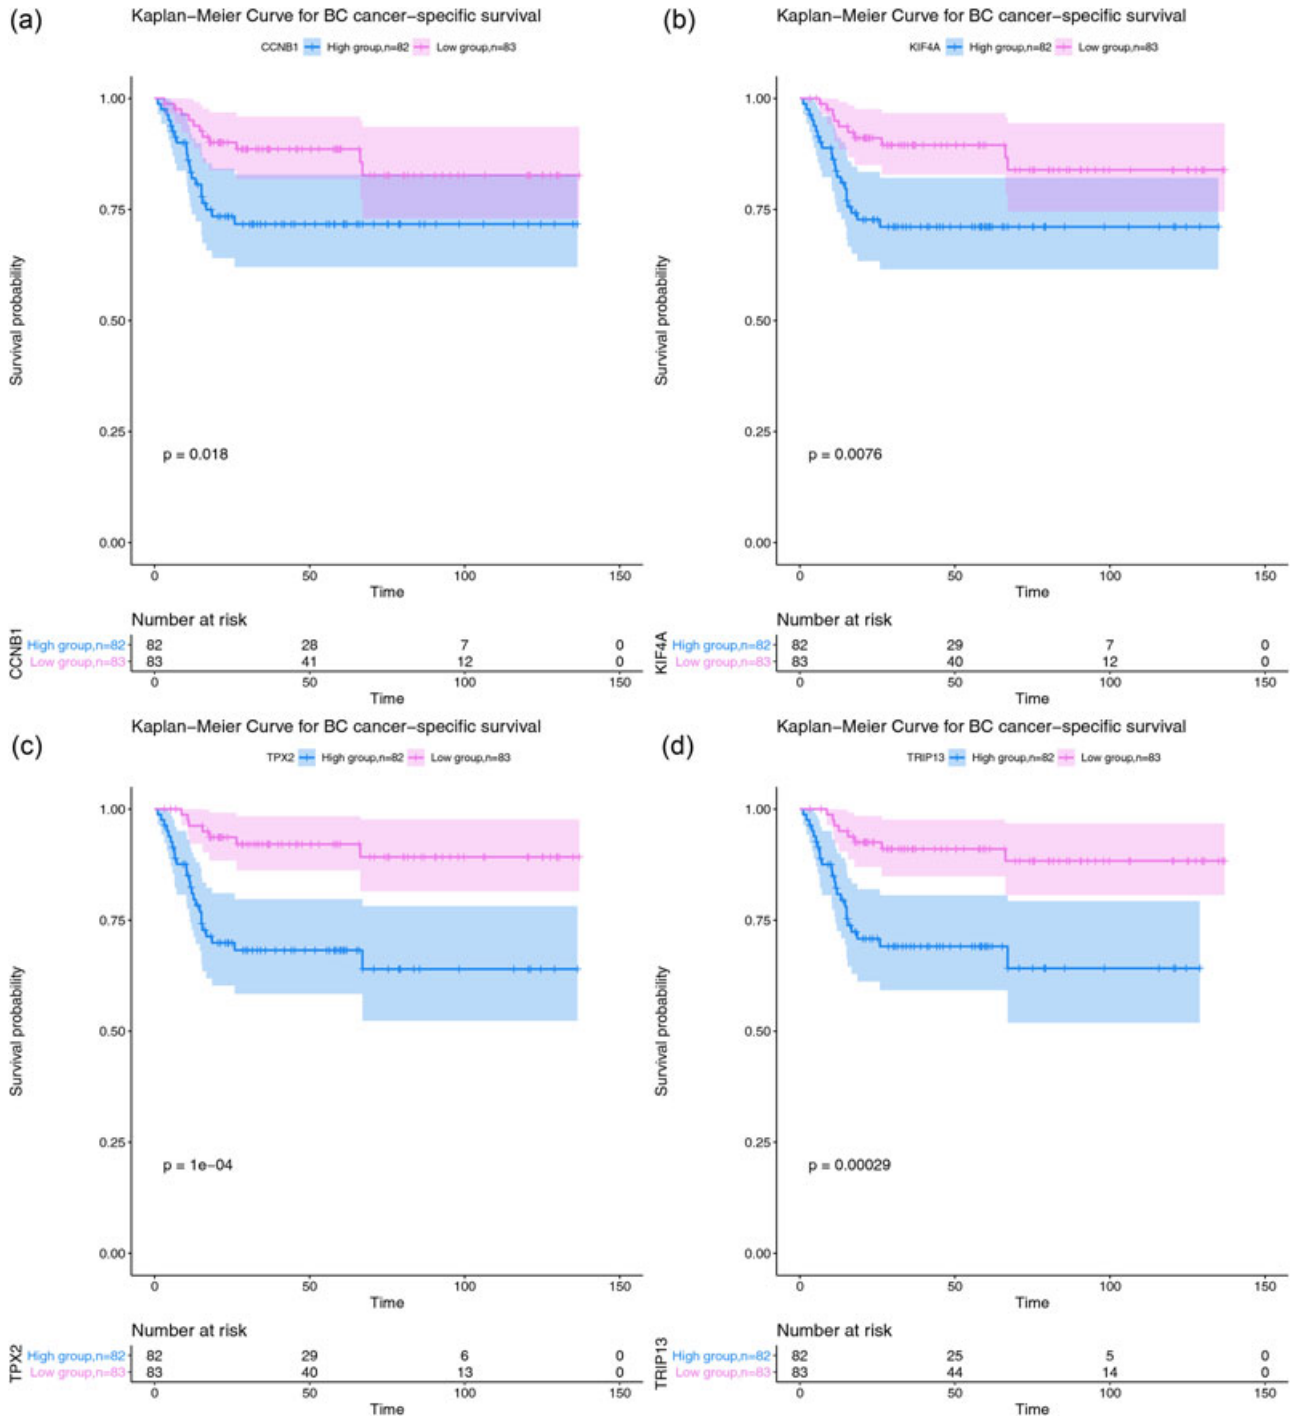 (a)
Kaplan−Meier Curve for BC cancer−specific survival
CCNB1 High group,n=82 Low group,n=83
1.00
0.75
0.50
0.25
0.00
Survival probability
p = 0.018
0 50 100 150
Time
Number at risk
CCNB1
High group,n=82 82 28 7 0
Low group,n=83 83 41 12 0
0 50 100 150
Time
(b)
Kaplan−Meier Curve for BC cancer−specific survival
KIF4A High group,n=82 Low group,n=83
1.00
0.75
0.50
0.25
0.00
Survival probability
p = 0.0076
0 50 100 150
Time
Number at risk
KIF4A
High group,n=82 82 29 7 0
Low group,n=83 83 40 12 0
0 50 100 150
Time
(c)
Kaplan−Meier Curve for BC cancer−specific survival
TPX2 High group,n=82 Low group,n=83
1.00
0.75
0.50
0.25
0.00
Survival probability
p = 1e−04
0 50 100 150
Time
Number at risk
TPX2
High group,n=82 82 29 6 0
Low group,n=83 83 40 13 0
0 50 100 150
Time
(d)
Kaplan−Meier Curve for BC cancer−specific survival
TRIP13 High group,n=82 Low group,n=83
1.00
0.75
0.50
0.25
0.00
Survival probability
p = 0.00029
0 50 100 150
Time
Number at risk
TRIP13
High group,n=82 82 25 5 0
Low group,n=83 83 44 14 0
0 50 100 150
Time